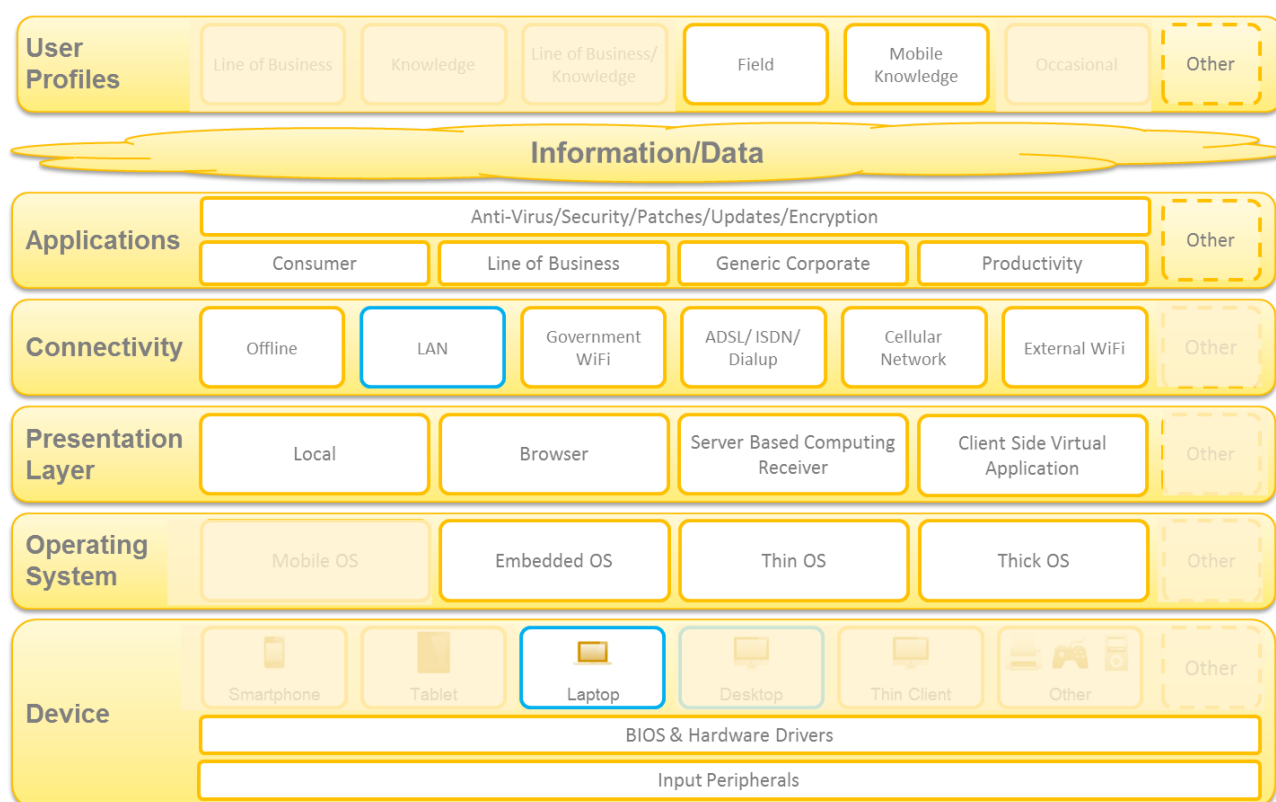 User
Profiles
Line of Business
Knowledge
Line of Business/
Knowledge
Field
Mobile
Knowledge
Occasional
Other
Information/Data
Applications
Anti-Virus/Security/Patches/Updates/Encryption
Consumer
Line of Business
Generic Corporate
Productivity
Other
Connectivity
Offline
LAN
Government
WiFi
ADSL/ ISDN/
Dialup
Cellular
Network
External WiFi
Other
Presentation
Layer
Local
Browser
Server Based Computing
Receiver
Client Side Virtual
Application
Other
Operating
System
Mobile OS
Embedded OS
Thin OS
Thick OS
Other
Device
Smartphone
Tablet
Laptop
Desktop
Thin Client
Other
Other
BIOS & Hardware Drivers
Input Peripherals